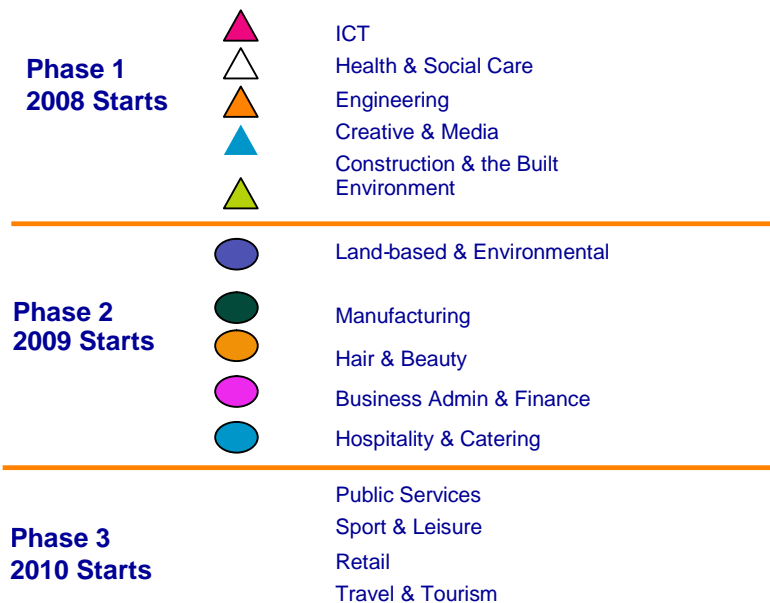 Phase 1
2008 Starts
ICT
Health & Social Care
Engineering
Creative & Media
Construction & the Built
Environment
Phase 2
2009 Starts
Land-based & Environmental
Manufacturing
Hair & Beauty
Business Admin & Finance
Hospitality & Catering
Phase 3
2010 Starts
Public Services
Sport & Leisure
Retail
Travel & Tourism